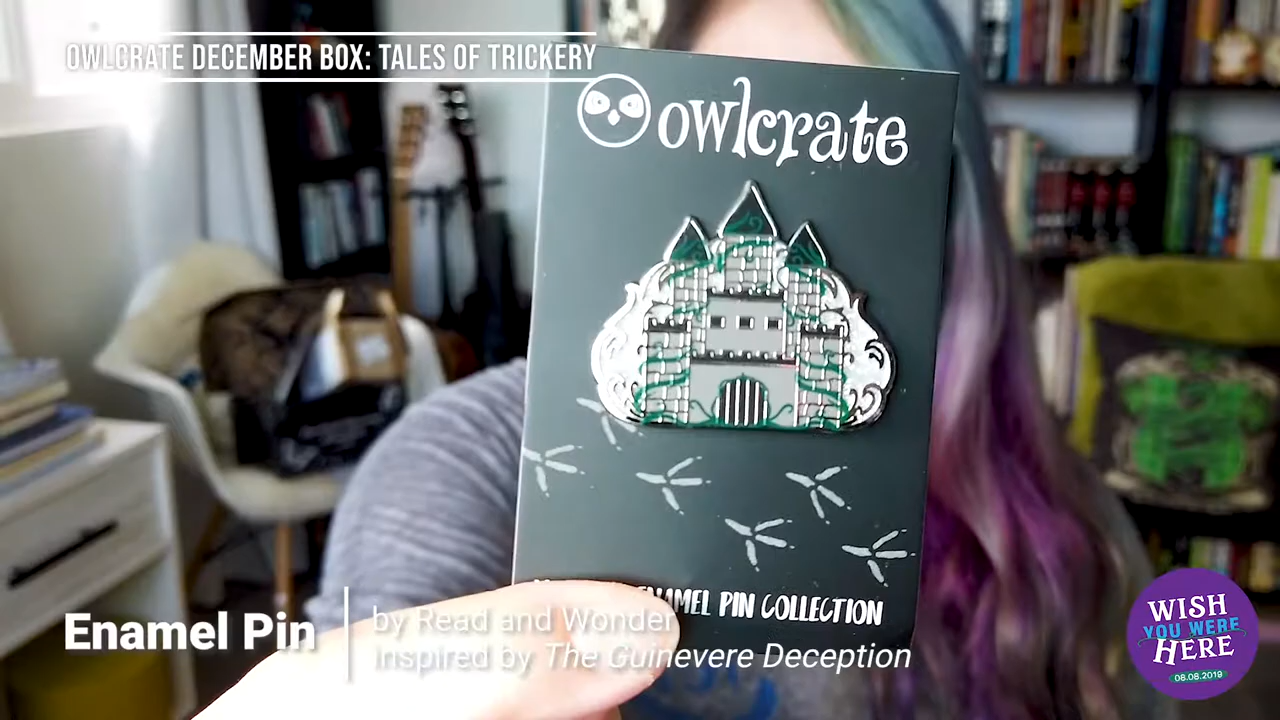 OWLCRATE DECEMBER BOX: TALES OF TRICKERY
owlcrate
ENAMEL PIN COLLECTION
Enamel Pin
by Read and Wonder
inspired by The Guinevere Deception
WISH
YOU WERE
HERE
08.08.2019